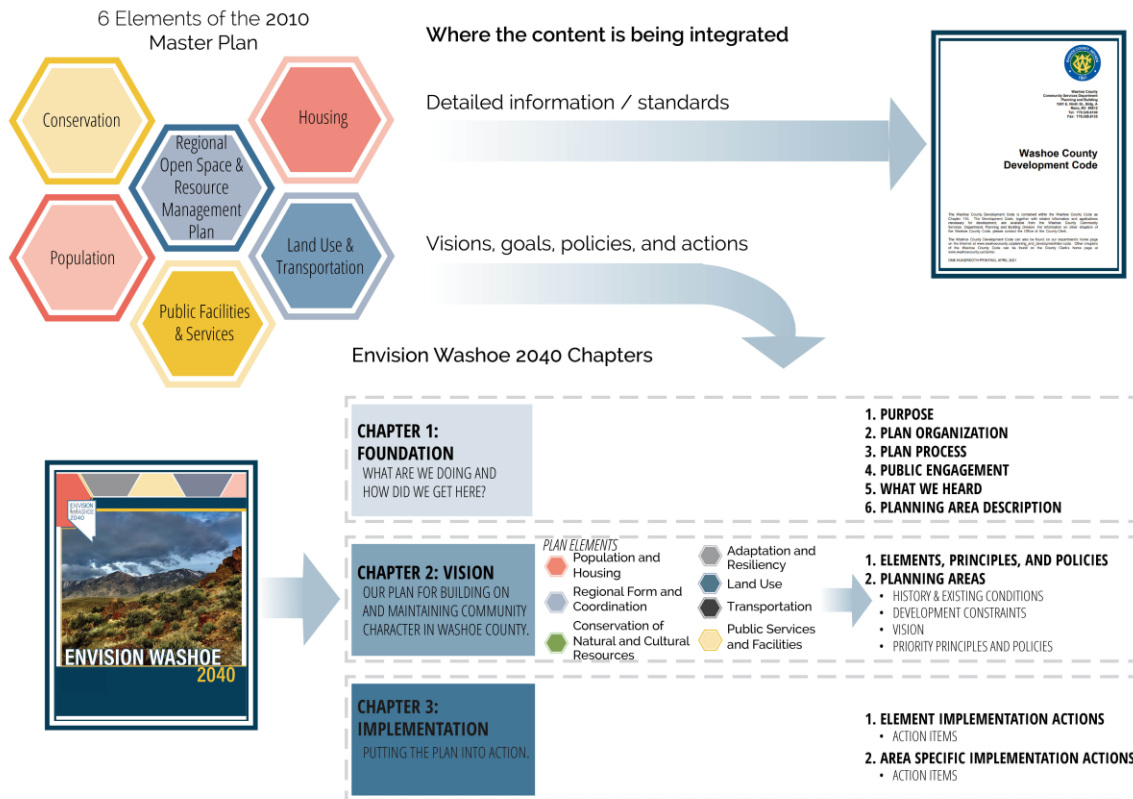 6 Elements of the 2010
Master Plan
Conservation
Housing
Regional
Open Space &
Resource
Management
Plan
Population
Land Use &
Transportation
Public Facilities
& Services
Where the content is being integrated
Detailed information / standards
Visions, goals, policies, and actions
Washoe County
Community Services Department
Planning and Building
Washoe County
Development Code
Envision Washoe 2040 Chapters
ENVISION
WASHOE
2040
ENVISION WASHOE
2040
CHAPTER 1:
FOUNDATION
WHAT ARE WE DOING AND
HOW DID WE GET HERE?
1. PURPOSE
2. PLAN ORGANIZATION
3. PLAN PROCESS
4. PUBLIC ENGAGEMENT
5. WHAT WE HEARD
6. PLANNING AREA DESCRIPTION
CHAPTER 2: VISION
OUR PLAN FOR BUILDING ON
AND MAINTAINING COMMUNITY
CHARACTER IN WASHOE COUNTY.
PLAN ELEMENTS
Population and
Housing
Regional Form and
Coordination
Conservation of
Natural and Cultural
Resources
Adaptation and
Resiliency
Land Use
Transportation
Public Services
and Facilities
1. ELEMENTS, PRINCIPLES, AND POLICIES
2. PLANNING AREAS
• HISTORY & EXISTING CONDITIONS
• DEVELOPMENT CONSTRAINTS
• VISION
• PRIORITY PRINCIPLES AND POLICIES
CHAPTER 3:
IMPLEMENTATION
PUTTING THE PLAN INTO ACTION.
1. ELEMENT IMPLEMENTATION ACTIONS
• ACTION ITEMS
2. AREA SPECIFIC IMPLEMENTATION ACTIONS
• ACTION ITEMS